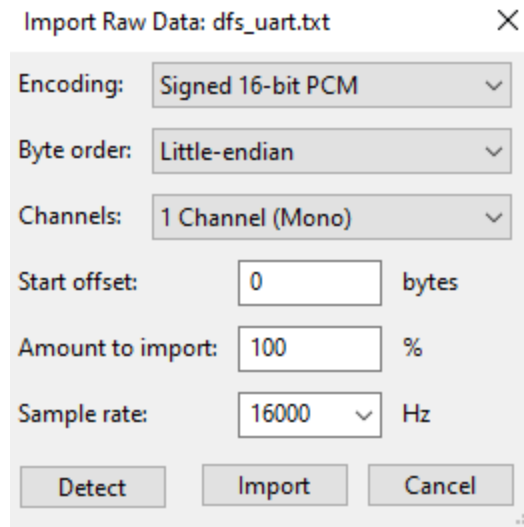 Import Raw Data: dfs_uart.txt
Encoding: Signed 16-bit PCM
Byte order: Little-endian
Channels: 1 Channel (Mono)
Start offset: 0 bytes
Amount to import: 100 %
Sample rate: 16000 Hz
Detect Import Cancel